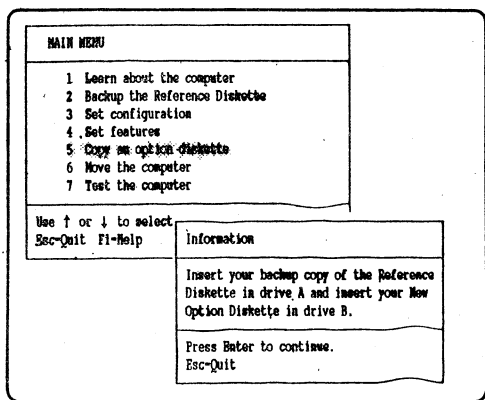 MAIN MENU
1 Learn about the computer
2 Backup the Reference Diskette
3 Set configuration
4 Set features
5 Copy an option diskette
6 Move the computer
7 Test the computer
Use ↑ or ↓ to select
Esc-Quit F1-Help
Information
Insert your backup copy of the Reference
Diskette in drive A and insert your New
Option Diskette in drive B.
Press Enter to continue.
Esc-Quit